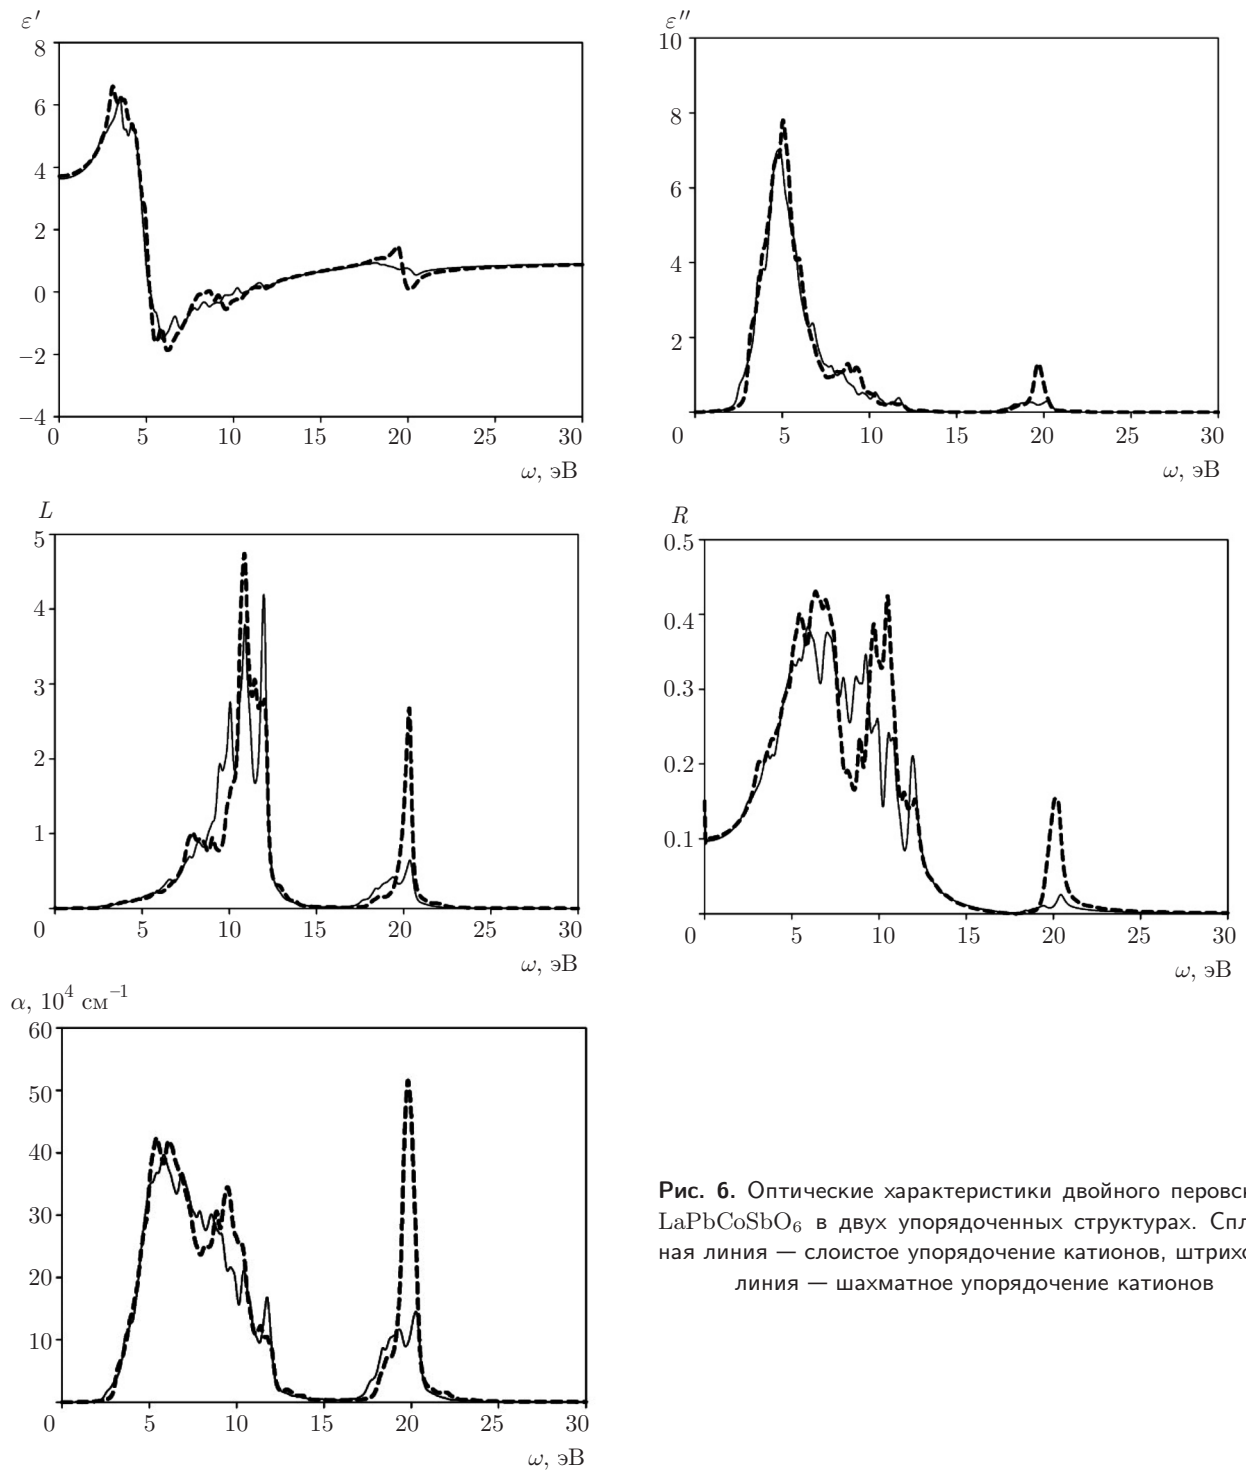 ε′
8
6
4
2
0
−2
−4
0 5 10 15 20 25 30
ω, эВ
ε″
10
8
6
4
2
0 5 10 15 20 25 30
ω, эВ
L
5
4
3
2
1
0 5 10 15 20 25 30
ω, эВ
R
0.5
0.4
0.3
0.2
0.1
0 5 10 15 20 25 30
ω, эВ
α, 10⁴ см⁻¹
60
50
40
30
20
10
0 5 10 15 20 25 30
ω, эВ
Рис. 6. Оптические характеристики двойного
LaPbCoSbO₆ в двух упорядоченных структурах.
ная линия — слоистое упорядочение катионов,
линия — шахматное упорядочение катионов